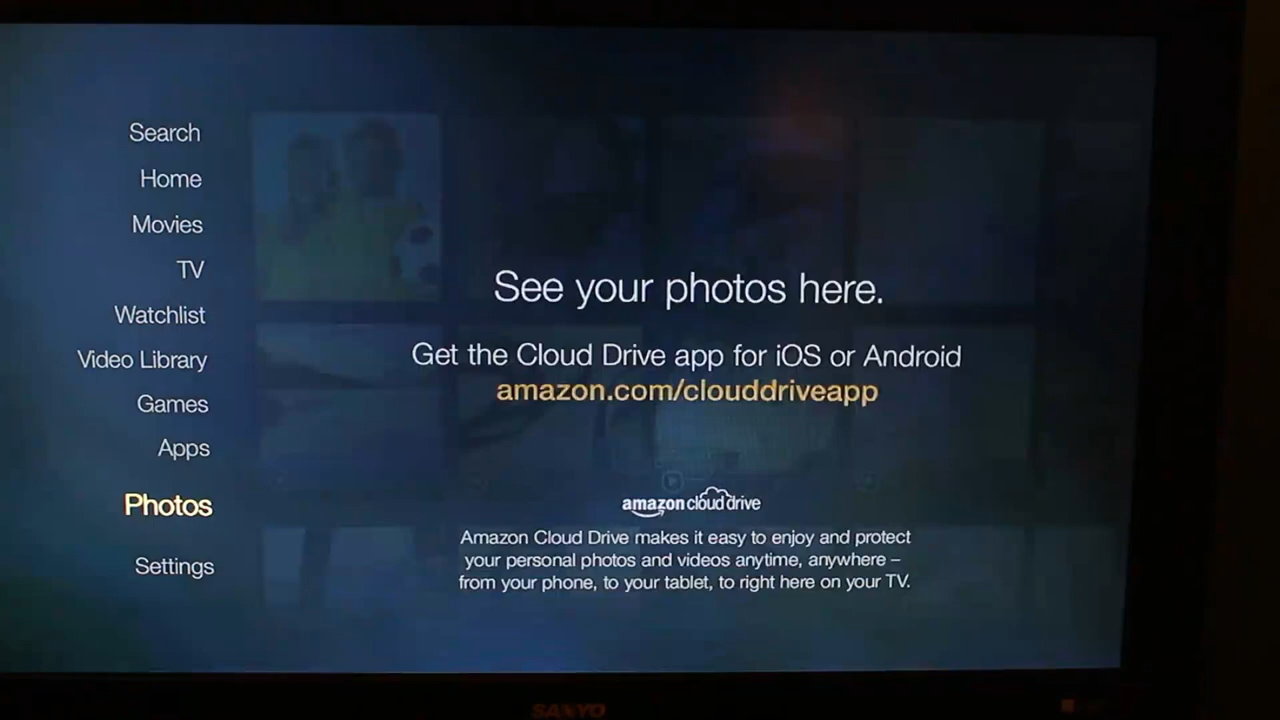 Search
Home
Movies
TV
Watchlist
Video Library
Games
Apps
Photos
Settings
See your photos here.
Get the Cloud Drive app for iOS or Android
amazon.com/clouddriveapp
amazon cloud drive
Amazon Cloud Drive makes it easy to enjoy and protect
your personal photos and videos anytime, anywhere –
from your phone, to your tablet, to right here on your TV.
SANYO